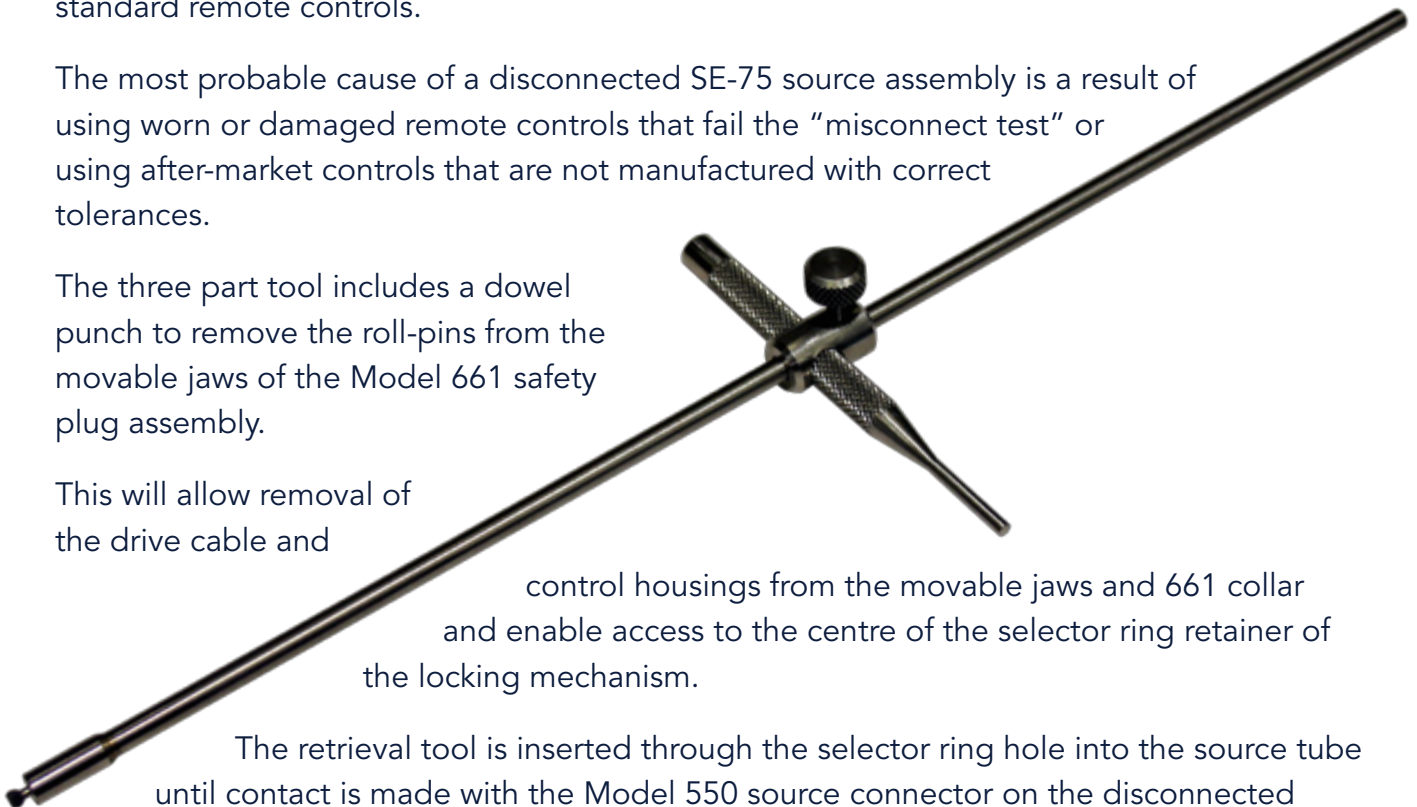 standard remote controls.
The most probable cause of a disconnected SE-75 source assembly is a result of
using worn or damaged remote controls that fail the “misconnect test” or
using after-market controls that are not manufactured with correct
tolerances.
The three part tool includes a dowel
punch to remove the roll-pins from the
movable jaws of the Model 661 safety
plug assembly.
This will allow removal of
the drive cable and
control housings from the movable jaws and 661 collar
and enable access to the centre of the selector ring retainer of
the locking mechanism.
The retrieval tool is inserted through the selector ring hole into the source tube
until contact is made with the Model 550 source connector on the disconnected